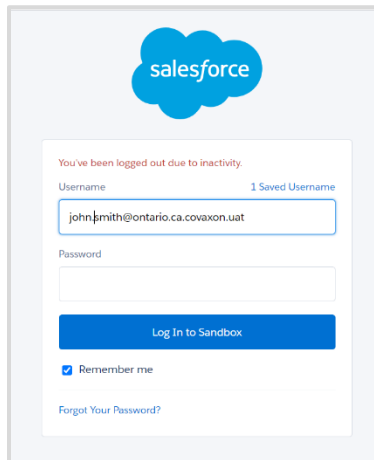 salesforce
You've been logged out due to inactivity.
Username 1 Saved Username
john.smith@ontario.ca.covaxon.uat
Password
Log In to Sandbox
Remember me
Forgot Your Password?